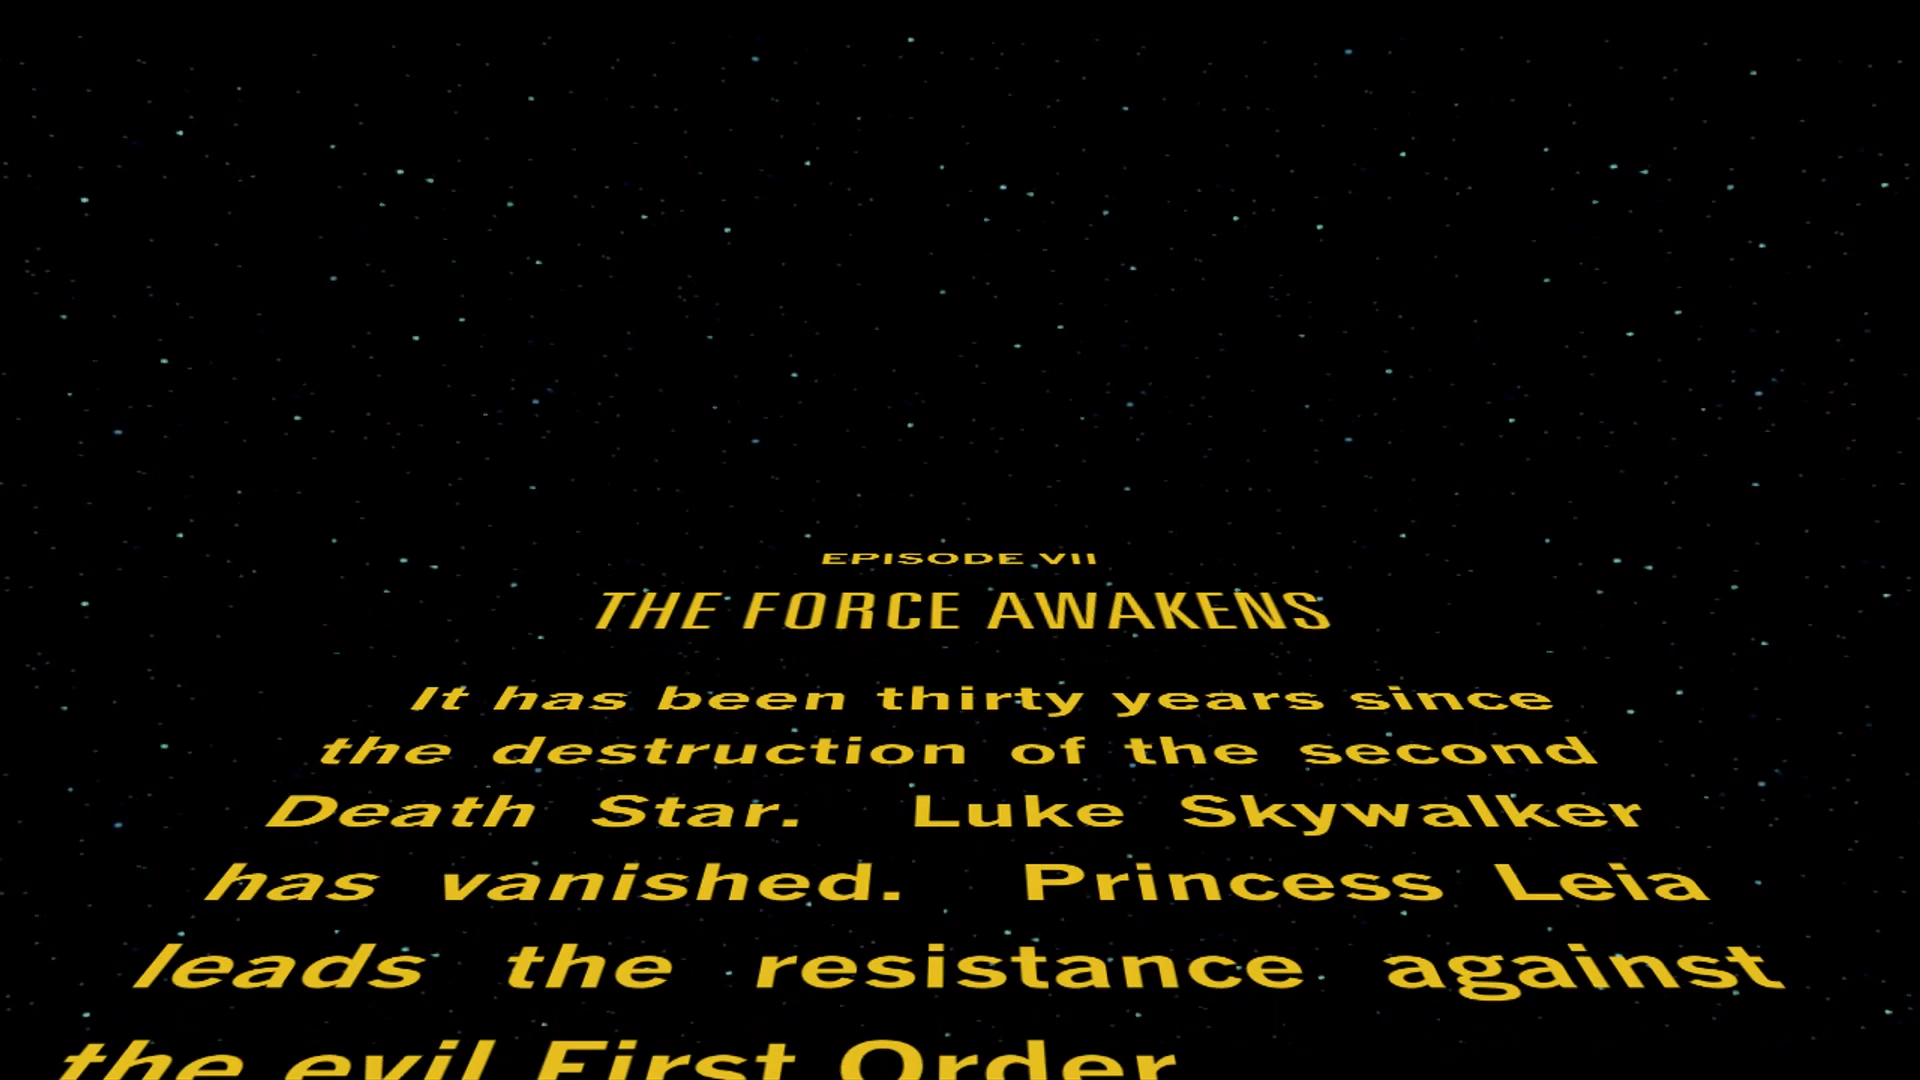 EPISODE VII
THE FORCE AWAKENS
It has been thirty years since
the destruction of the second
Death Star. Luke Skywalker
has vanished. Princess Leia
leads the resistance against
the evil First Order